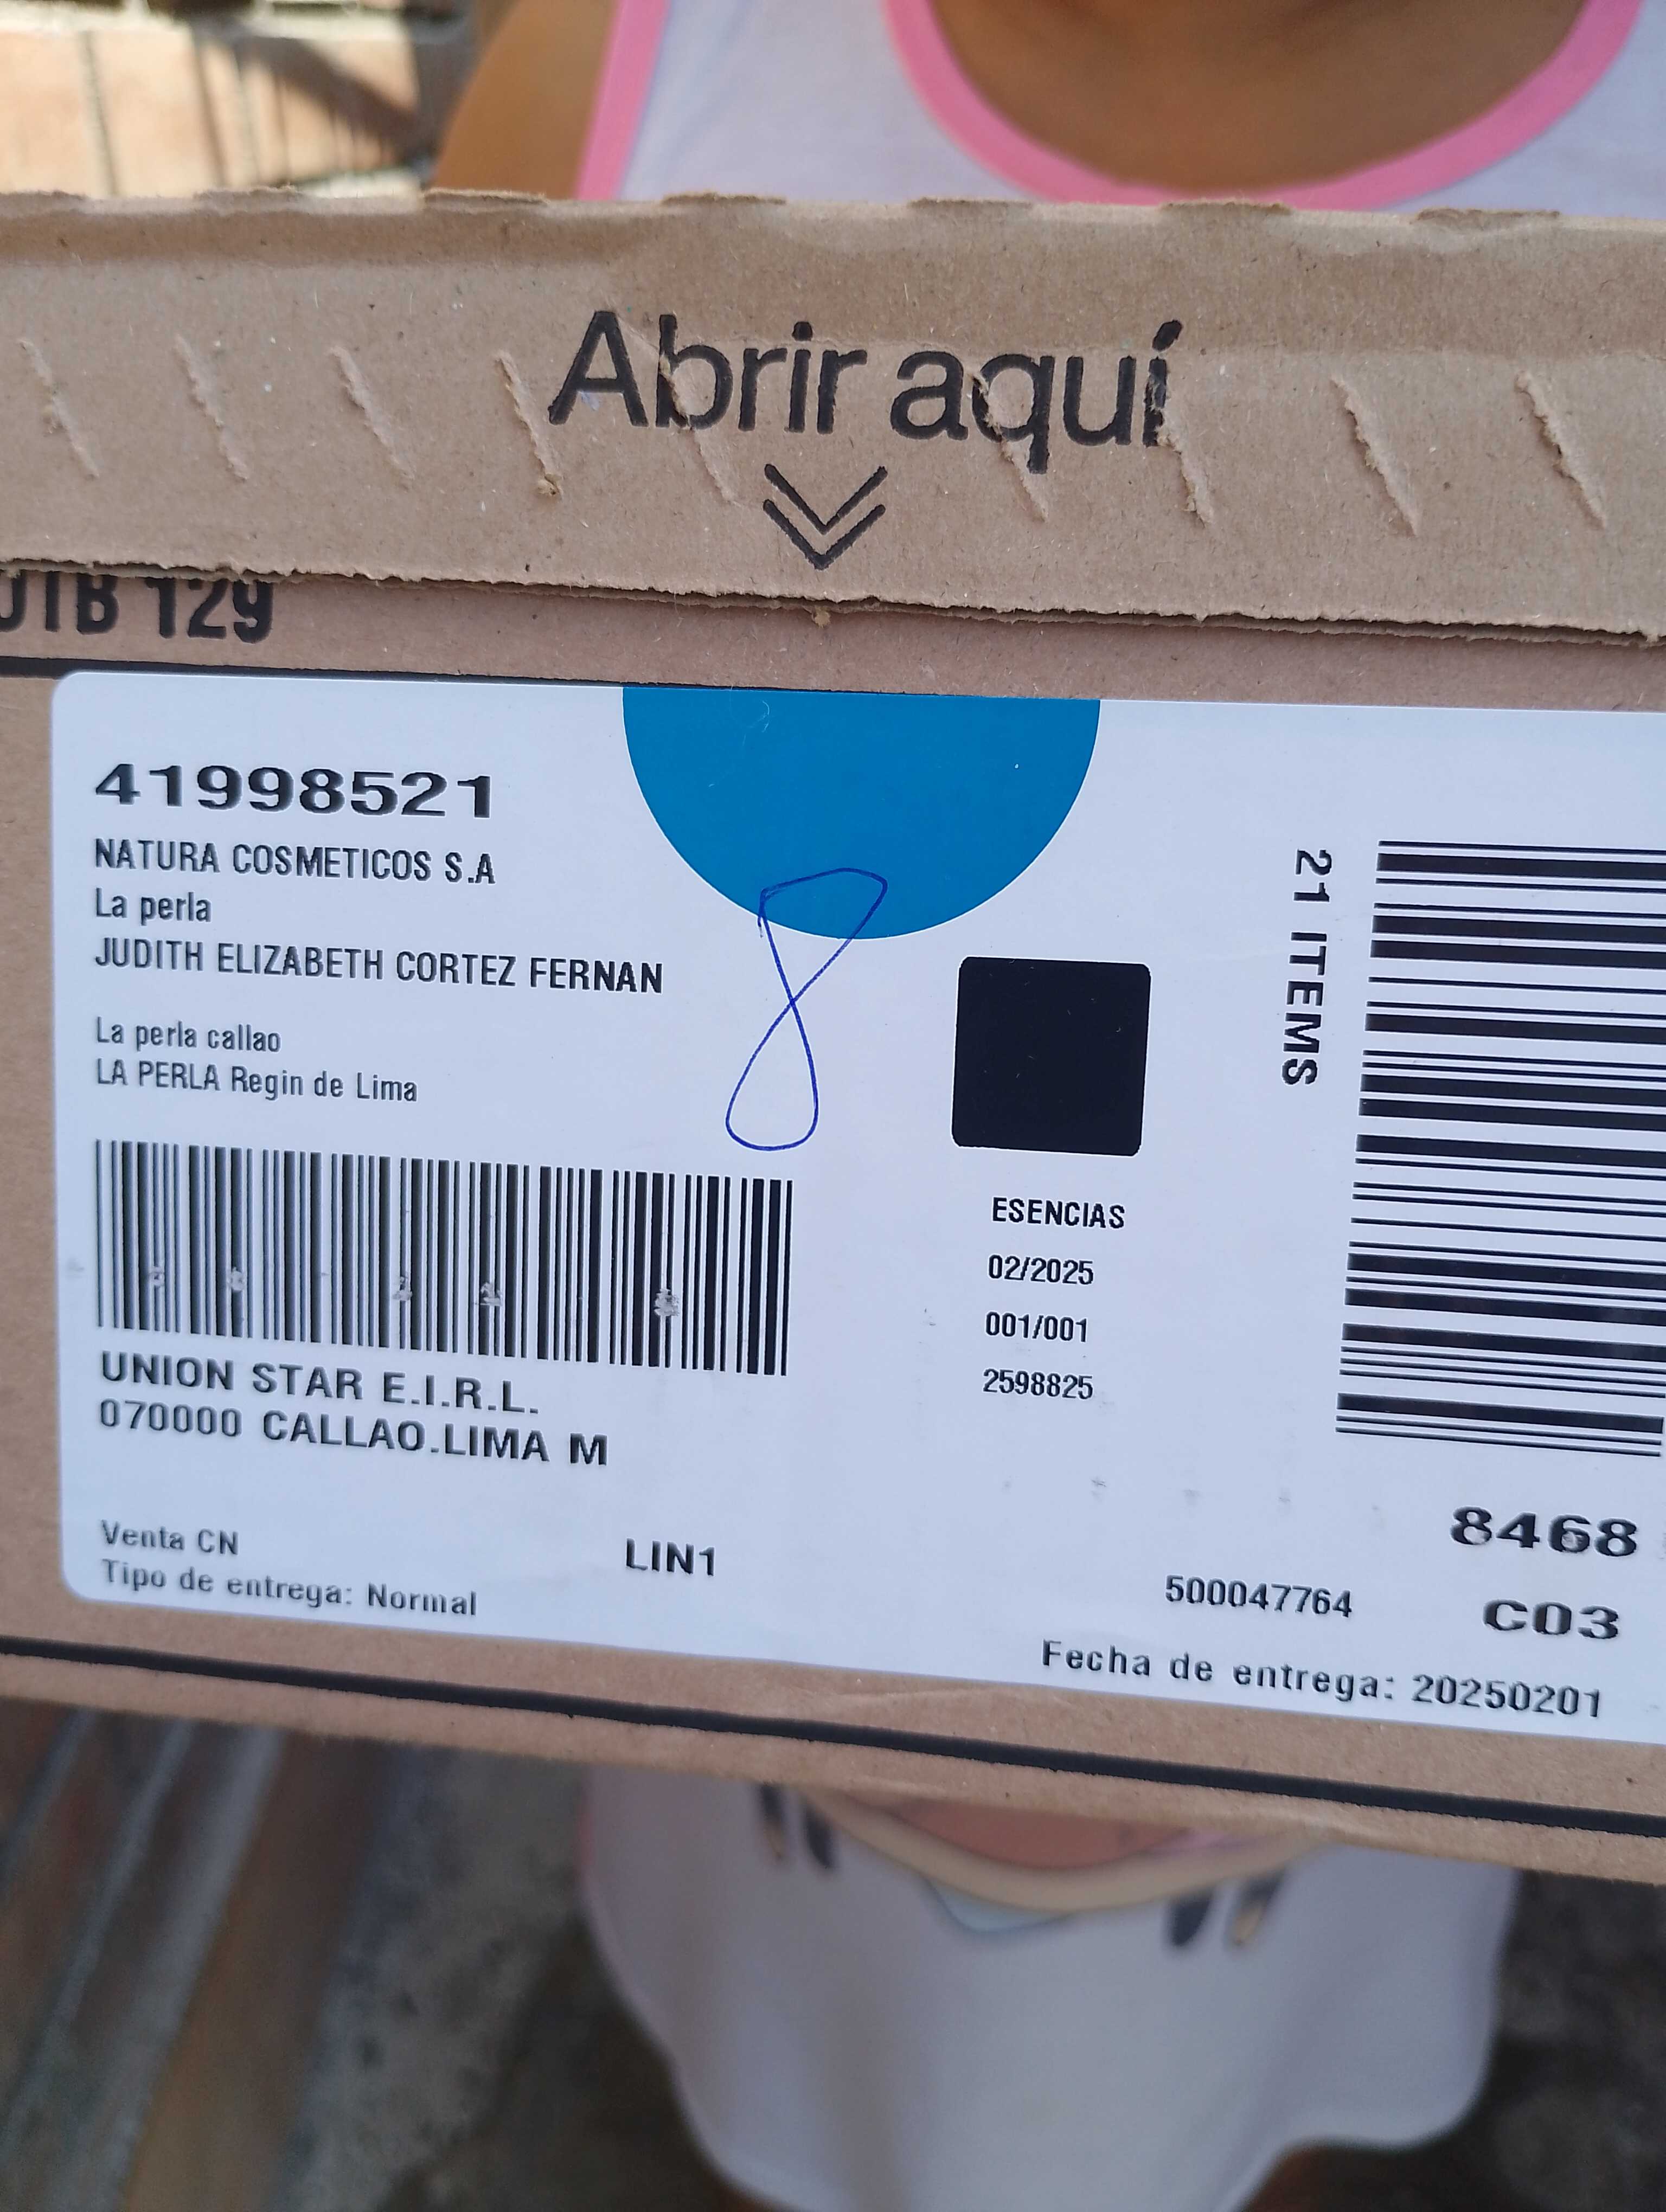 Abrir aquí
129
41998521
NATURA COSMETICOS S.A
La perla
JUDITH ELIZABETH CORTEZ FERNAN
La perla callao
LA PERLA Regin de Lima
8
21 ITEMS
ESENCIAS
02/2025
001/001
2598825
UNION STAR E.I.R.L.
070000 CALLAO.LIMA M
Venta CN
Tipo de entrega: Normal
LIN1
8468
500047764
C03
Fecha de entrega: 20250201